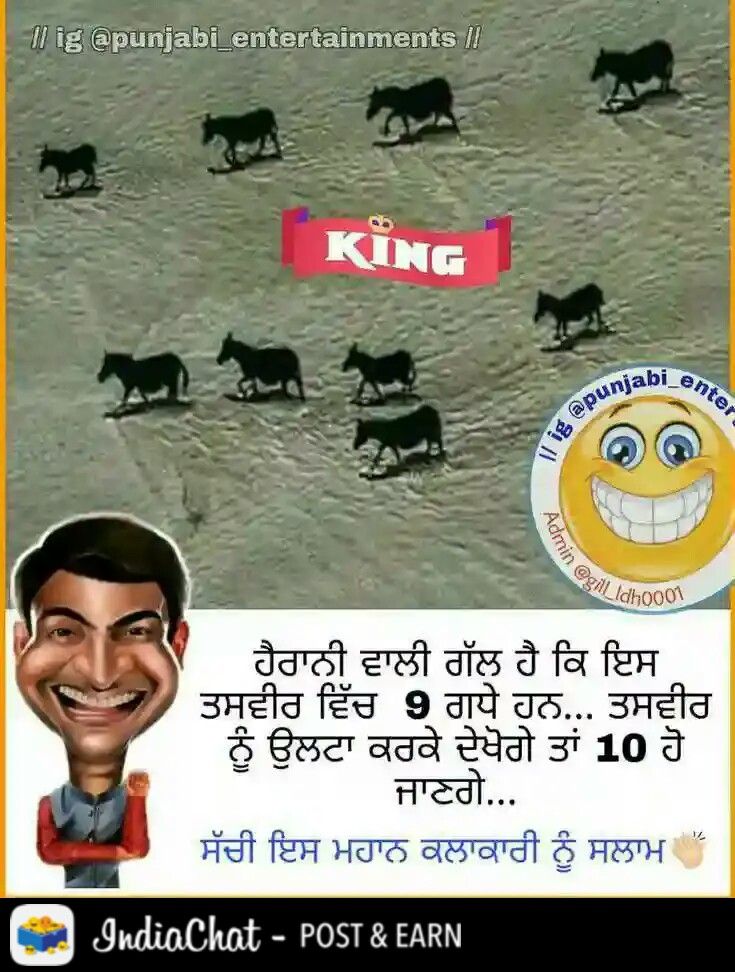 // ig @punjabi_entertainments //
KING
// ig @punjabi_enter
Admin @gill_ldh0001
ਹੈਰਾਨੀ ਵਾਲੀ ਗੱਲ ਹੈ ਕਿ ਇਸ
ਤਸਵੀਰ ਵਿੱਚ 9 ਗਧੇ ਹਨ... ਤਸਵੀਰ
ਨੂੰ ਉਲਟਾ ਕਰਕੇ ਦੇਖੋਗੇ ਤਾਂ 10 ਹੋ
ਜਾਣਗੇ...
ਸੱਚੀ ਇਸ ਮਹਾਨ ਕਲਾਕਾਰੀ ਨੂੰ ਸਲਾਮ👏🏻
IndiaChat - POST & EARN